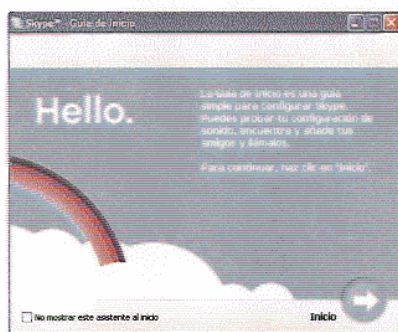 Skype™ - Guía de Inicio
Hello.
La Guía de Inicio es una guía
simple para configurar Skype.
Puedes probar tu configuración de
sonido, encuentra y añade tus
amigos y llámalos.
Para continuar, haz clic en "Inicio".
No mostrar este asistente al inicio
Inicio